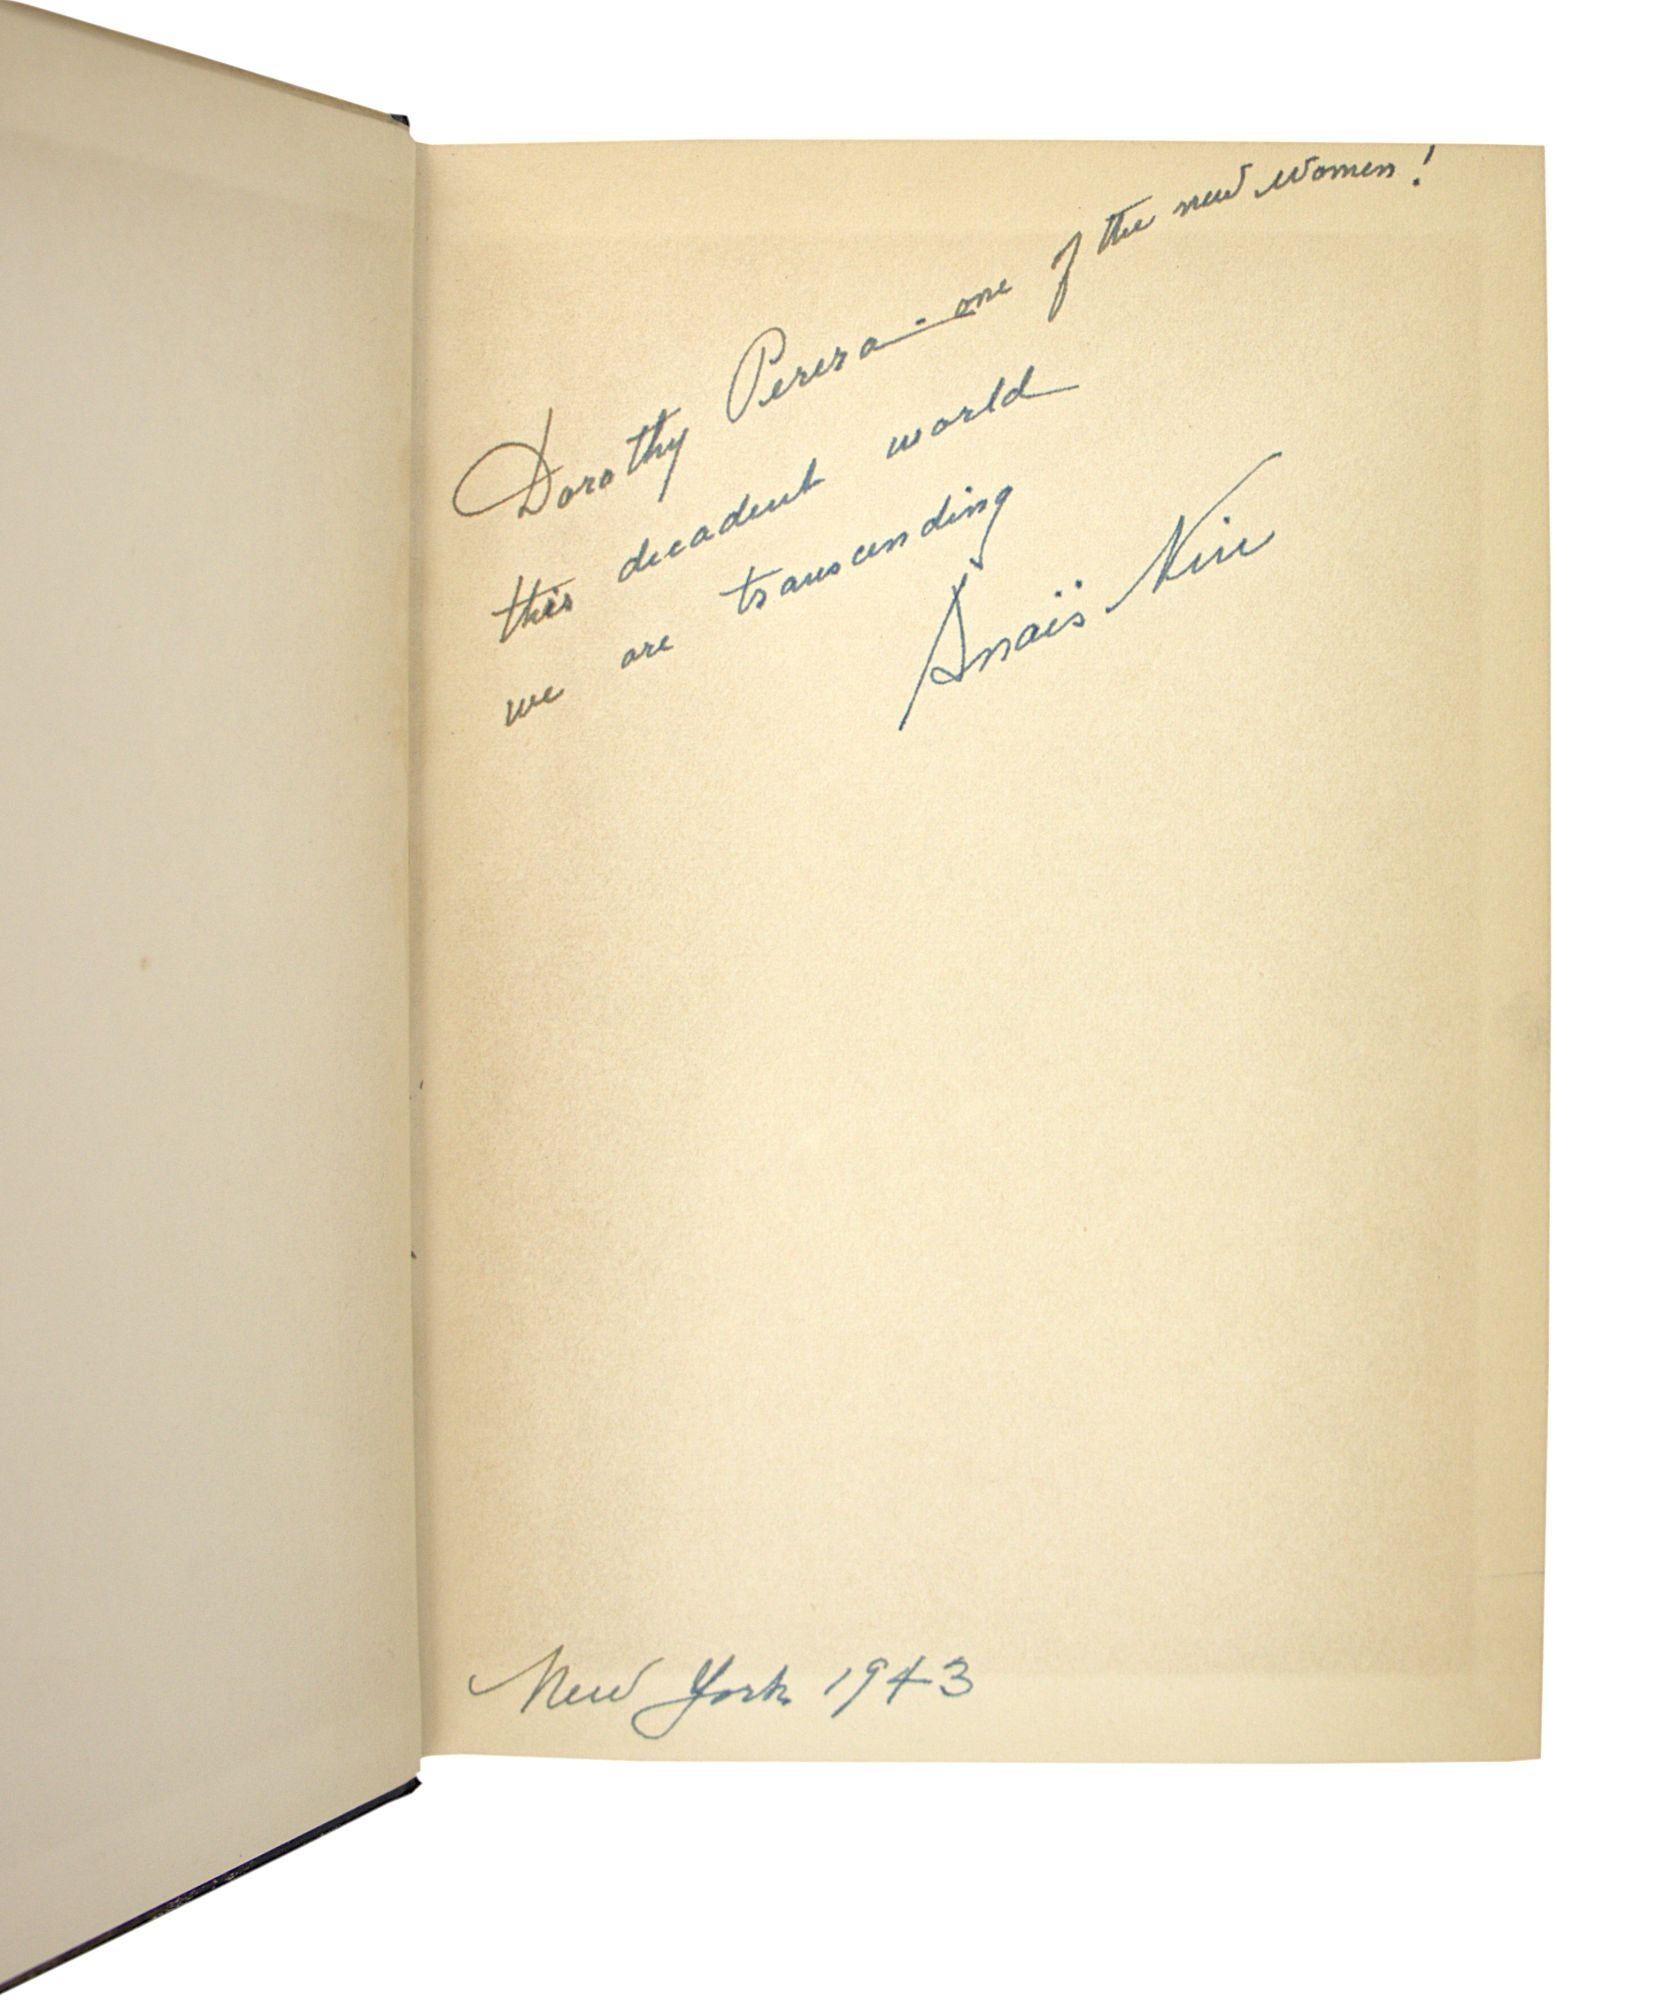 Dorothy Perera - one of the new women!
this decadent world
we are transcending
Anaïs Nin
New York 1943